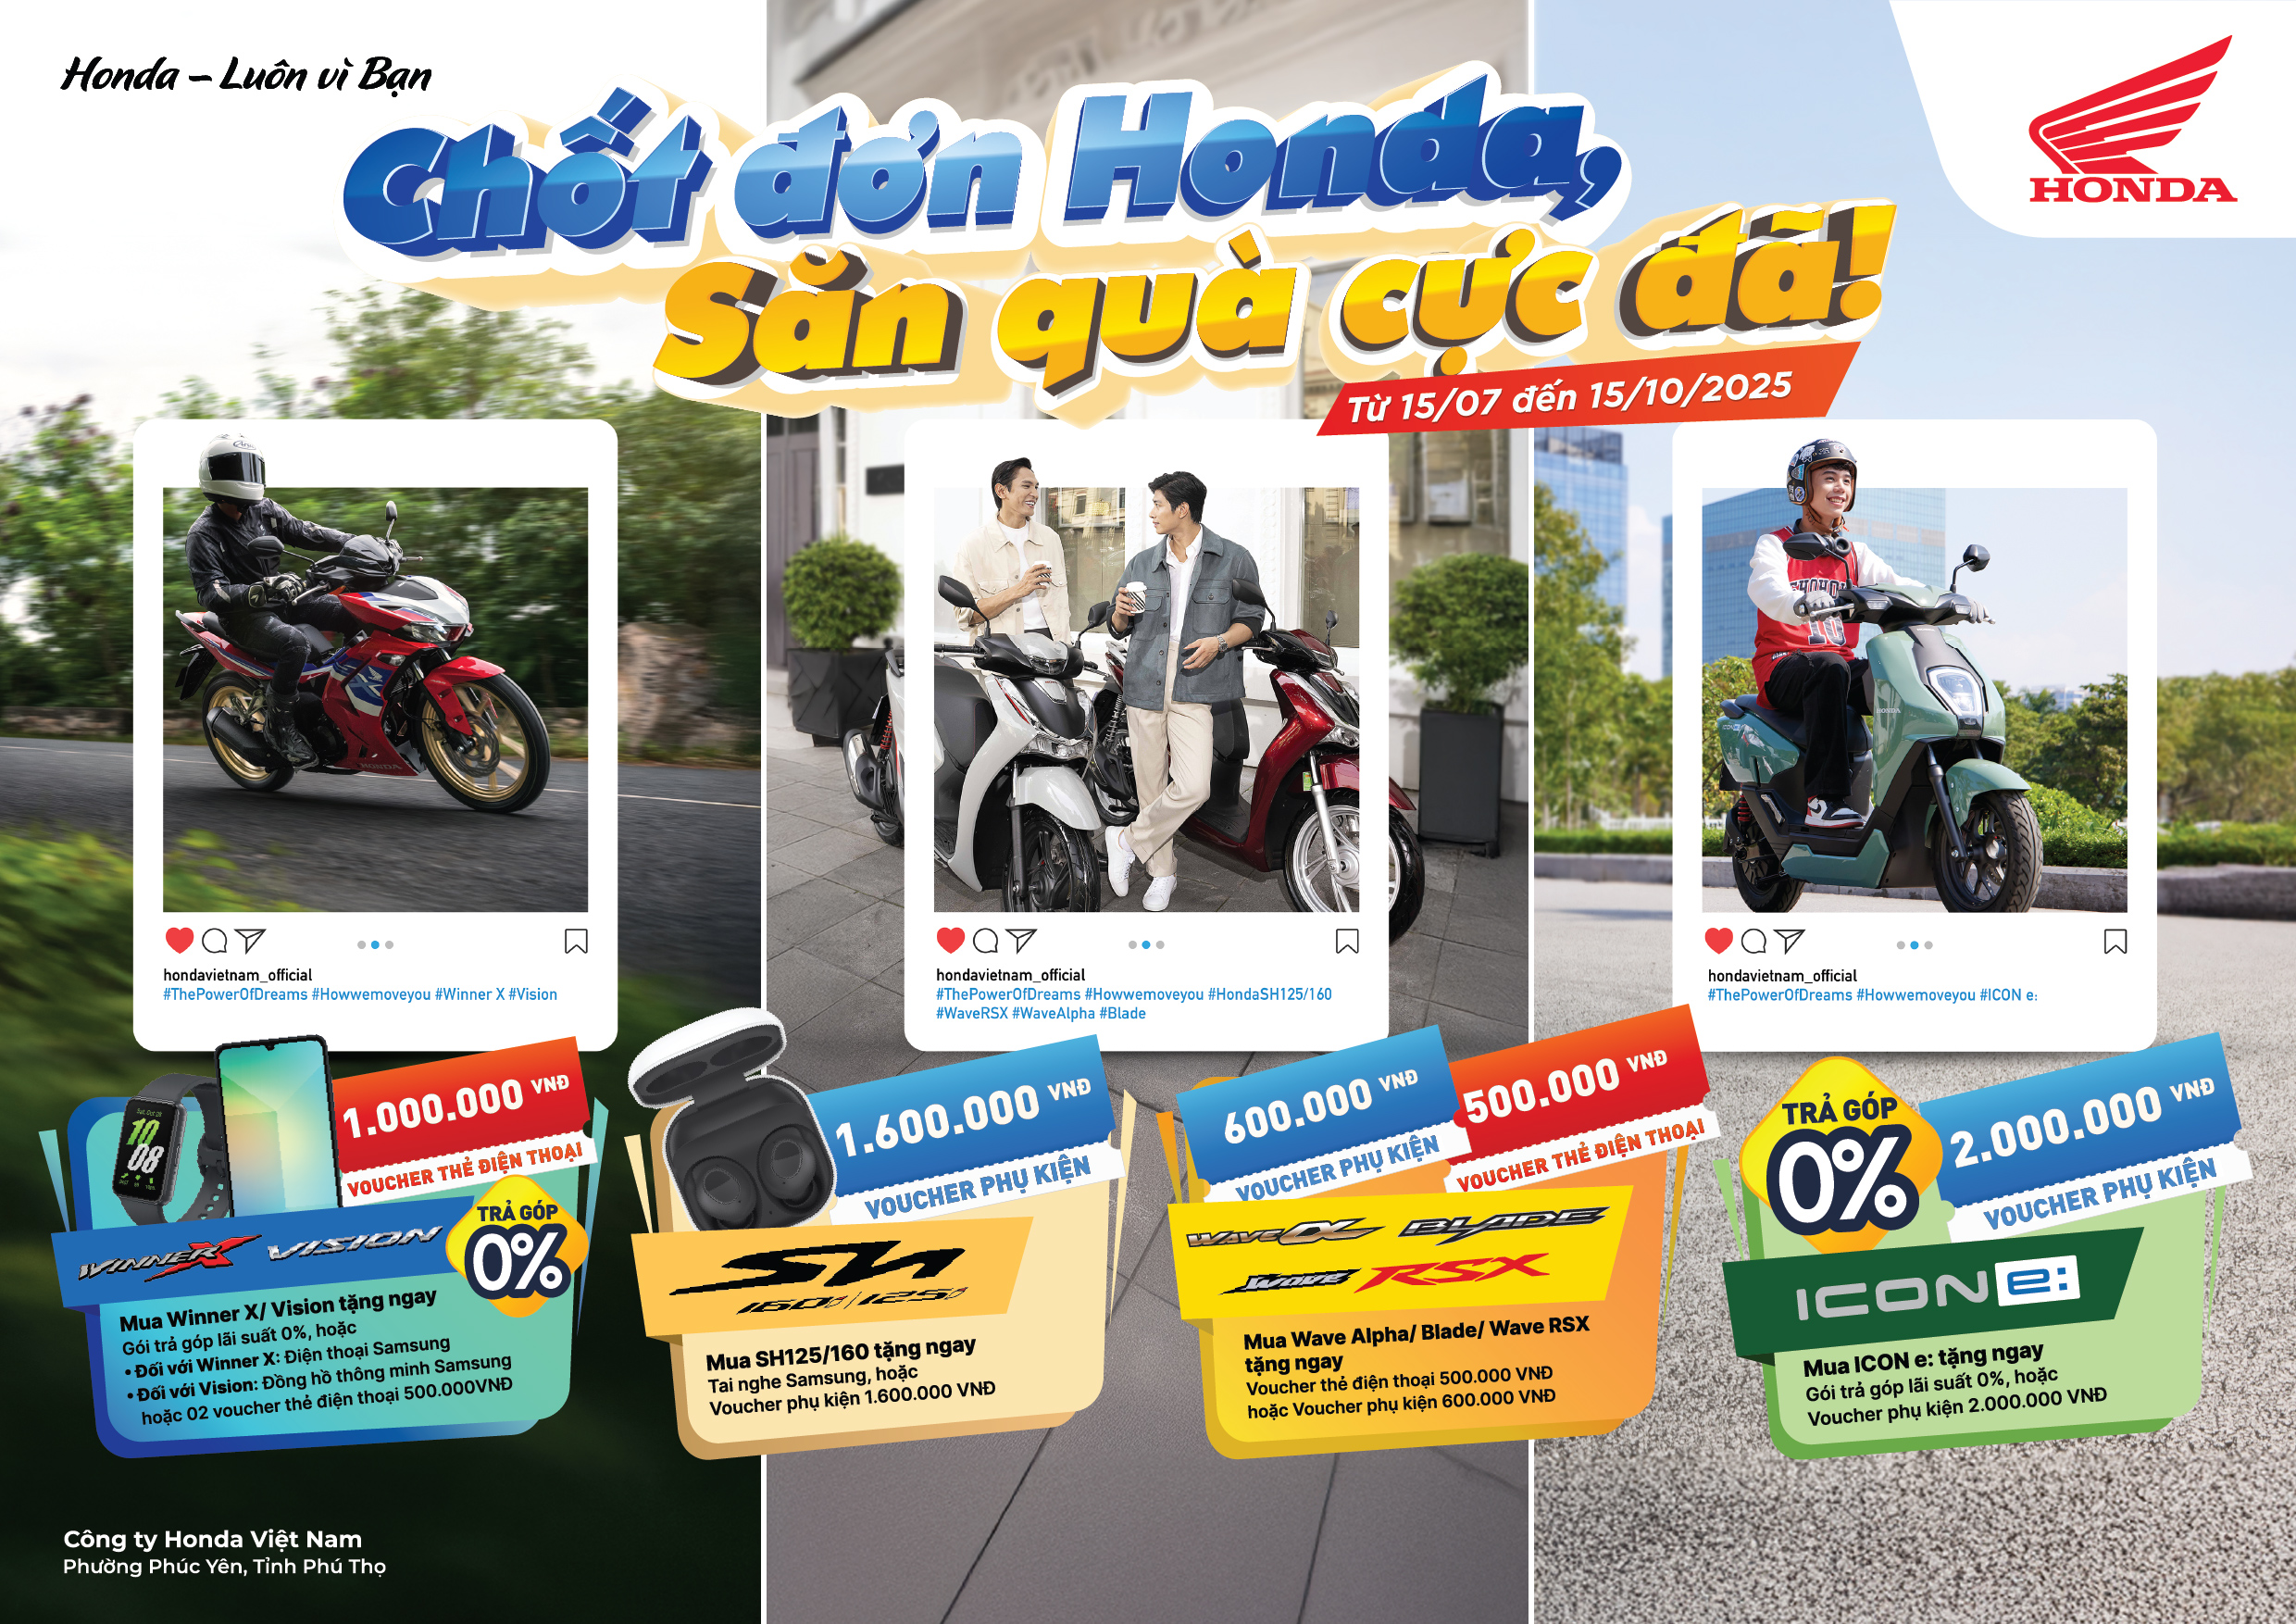 Honda – Luôn vì Bạn
HONDA
Chốt đơn Honda,
Săn quà cực đã!
Từ 15/07 đến 15/10/2025
HONDA
hondavietnam_official
#ThePowerOfDreams #Howwemoveyou #Winner X #Vision
hondavietnam_official
#ThePowerOfDreams #Howwemoveyou #HondaSH125/160
#WaveRSX #WaveAlpha #Blade
HONDA
hondavietnam_official
#ThePowerOfDreams #Howwemoveyou #ICON e:
10
08
1.000.000 VNĐ
VOUCHER THẺ ĐIỆN THOẠI
WINNER X VISION
TRẢ GÓP
0%
Mua Winner X/ Vision tặng ngay
Gói trả góp lãi suất 0%, hoặc
• Đối với Winner X: Điện thoại Samsung
• Đối với Vision: Đồng hồ thông minh Samsung
hoặc 02 voucher thẻ điện thoại 500.000VNĐ
1.600.000 VNĐ
VOUCHER PHỤ KIỆN
SH
160i | 125i
Mua SH125/160 tặng ngay
Tai nghe Samsung, hoặc
Voucher phụ kiện 1.600.000 VNĐ
600.000 VNĐ
VOUCHER PHỤ KIỆN
500.000 VNĐ
VOUCHER THẺ ĐIỆN THOẠI
WAVE α BLADE
WAVE RSX
Mua Wave Alpha/ Blade/ Wave RSX
tặng ngay
Voucher thẻ điện thoại 500.000 VNĐ
hoặc Voucher phụ kiện 600.000 VNĐ
TRẢ GÓP
0%
2.000.000 VNĐ
VOUCHER PHỤ KIỆN
ICON e:
Mua ICON e: tặng ngay
Gói trả góp lãi suất 0%, hoặc
Voucher phụ kiện 2.000.000 VNĐ
Công ty Honda Việt Nam
Phường Phúc Yên, Tỉnh Phú Thọ